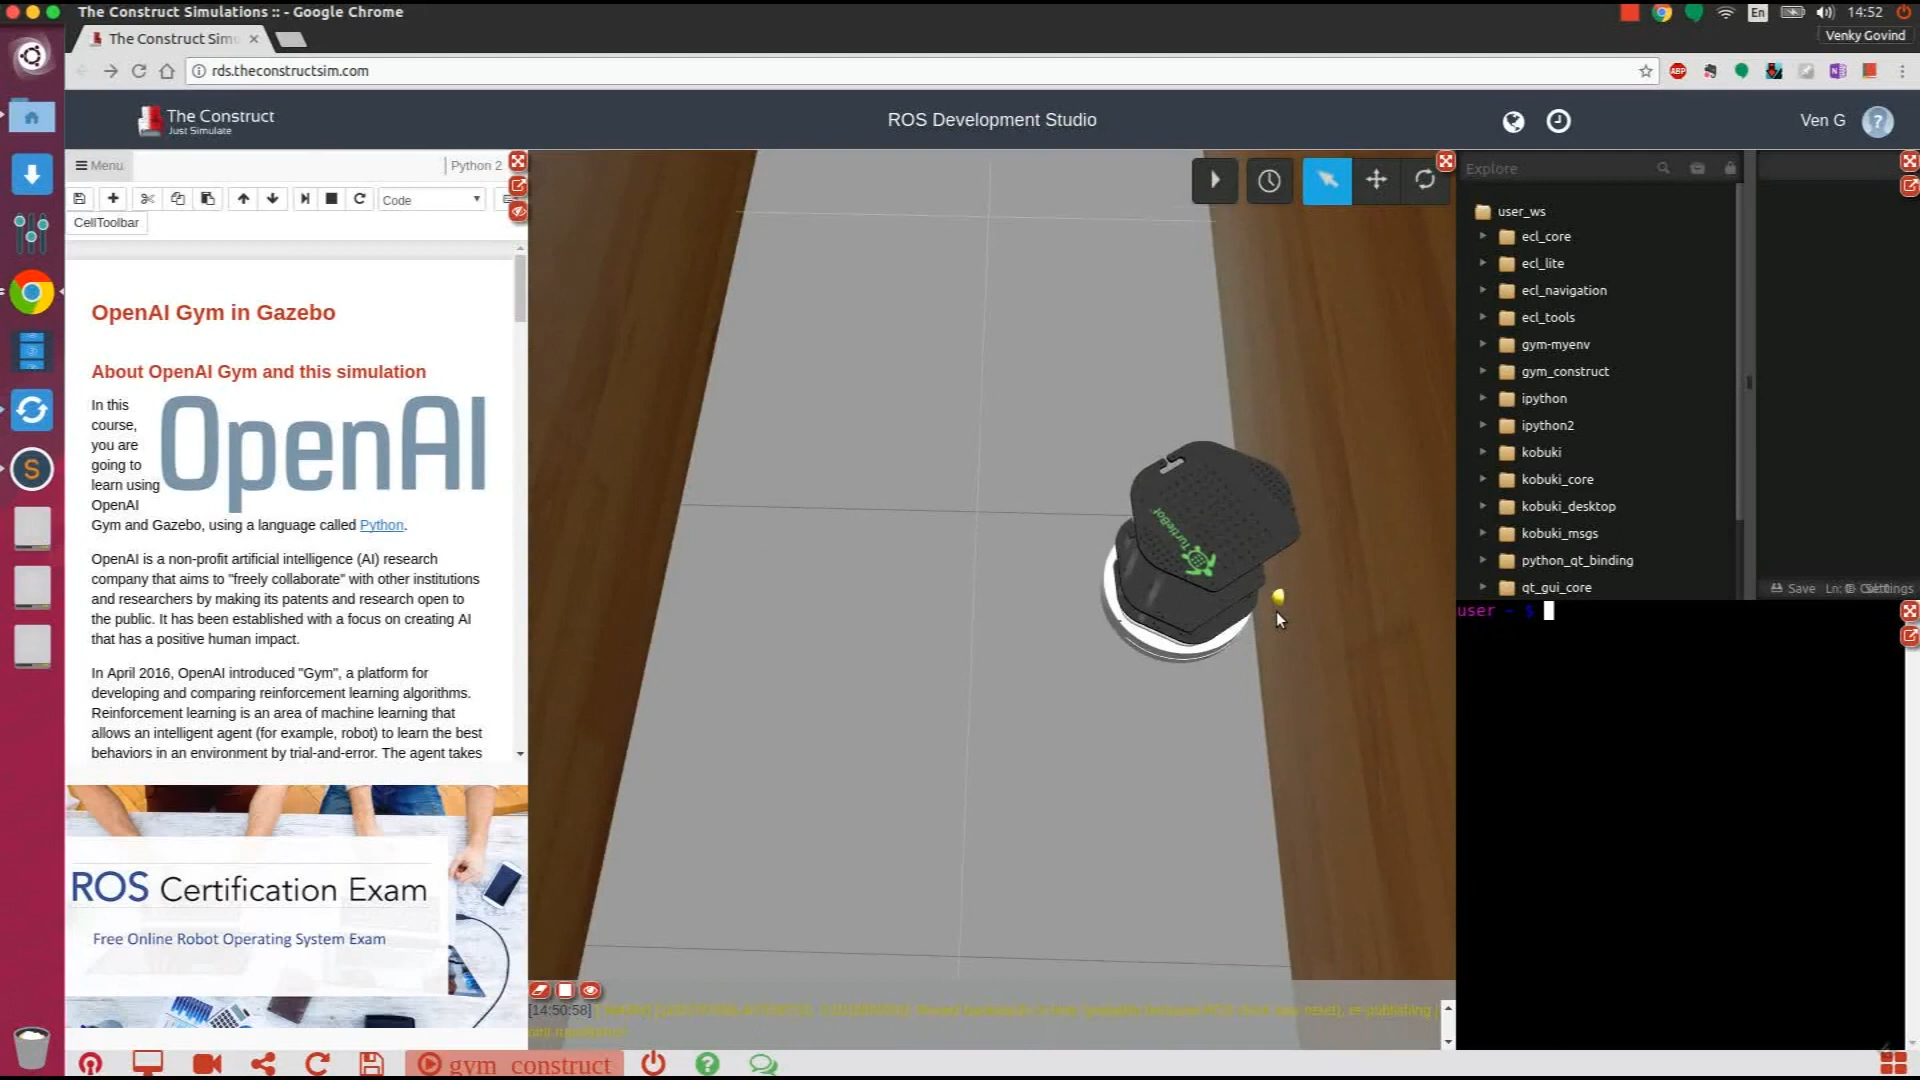 The Construct Simulations :: - Google Chrome
En
14:52
The Construct Sim
Venky Govind
rds.theconstructsim.com
ABP
The Construct
Just Simulate
ROS Development Studio
Ven G
?
Menu
Python 2
Code
CellToolbar
OpenAI Gym in Gazebo
About OpenAI Gym and this simulation
In this
course,
you are
going to
learn using
OpenAI
OpenAI
Gym and Gazebo, using a language called Python.
OpenAI is a non-profit artificial intelligence (AI) research
company that aims to "freely collaborate" with other institutions
and researchers by making its patents and research open to
the public. It has been established with a focus on creating AI
that has a positive human impact.
In April 2016, OpenAI introduced "Gym", a platform for
developing and comparing reinforcement learning algorithms.
Reinforcement learning is an area of machine learning that
allows an intelligent agent (for example, robot) to learn the best
behaviors in an environment by trial-and-error. The agent takes
ROS Certification Exam
Free Online Robot Operating System Exam
TurtleBot
[14:50:58]
Explore
user_ws
ecl_core
ecl_lite
ecl_navigation
ecl_tools
gym-myenv
gym_construct
ipython
ipython2
kobuki
kobuki_core
kobuki_desktop
kobuki_msgs
python_qt_binding
qt_gui_core
Save
user ~ $
gym_construct
?